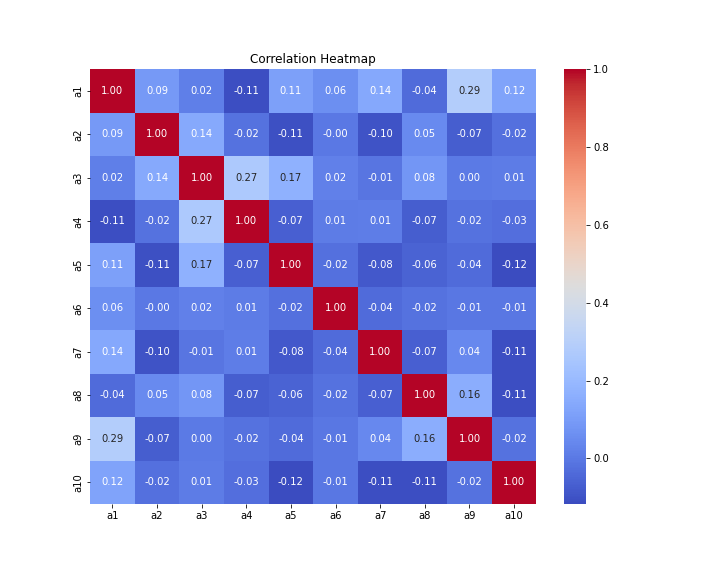 Correlation Heatmap
a1 1.00 0.09 0.02 -0.11 0.11 0.06 0.14 -0.04 0.29 0.12
a2 0.09 1.00 0.14 -0.02 -0.11 -0.00 -0.10 0.05 -0.07 -0.02
a3 0.02 0.14 1.00 0.27 0.17 0.02 -0.01 0.08 0.00 0.01
a4 -0.11 -0.02 0.27 1.00 -0.07 0.01 0.01 -0.07 -0.02 -0.03
a5 0.11 -0.11 0.17 -0.07 1.00 -0.02 -0.08 -0.06 -0.04 -0.12
a6 0.06 -0.00 0.02 0.01 -0.02 1.00 -0.04 -0.02 -0.01 -0.01
a7 0.14 -0.10 -0.01 0.01 -0.08 -0.04 1.00 -0.07 0.04 -0.11
a8 -0.04 0.05 0.08 -0.07 -0.06 -0.02 -0.07 1.00 0.16 -0.11
a9 0.29 -0.07 0.00 -0.02 -0.04 -0.01 0.04 0.16 1.00 -0.02
a10 0.12 -0.02 0.01 -0.03 -0.12 -0.01 -0.11 -0.11 -0.02 1.00
a1 a2 a3 a4 a5 a6 a7 a8 a9 a10
1.0
0.8
0.6
0.4
0.2
0.0